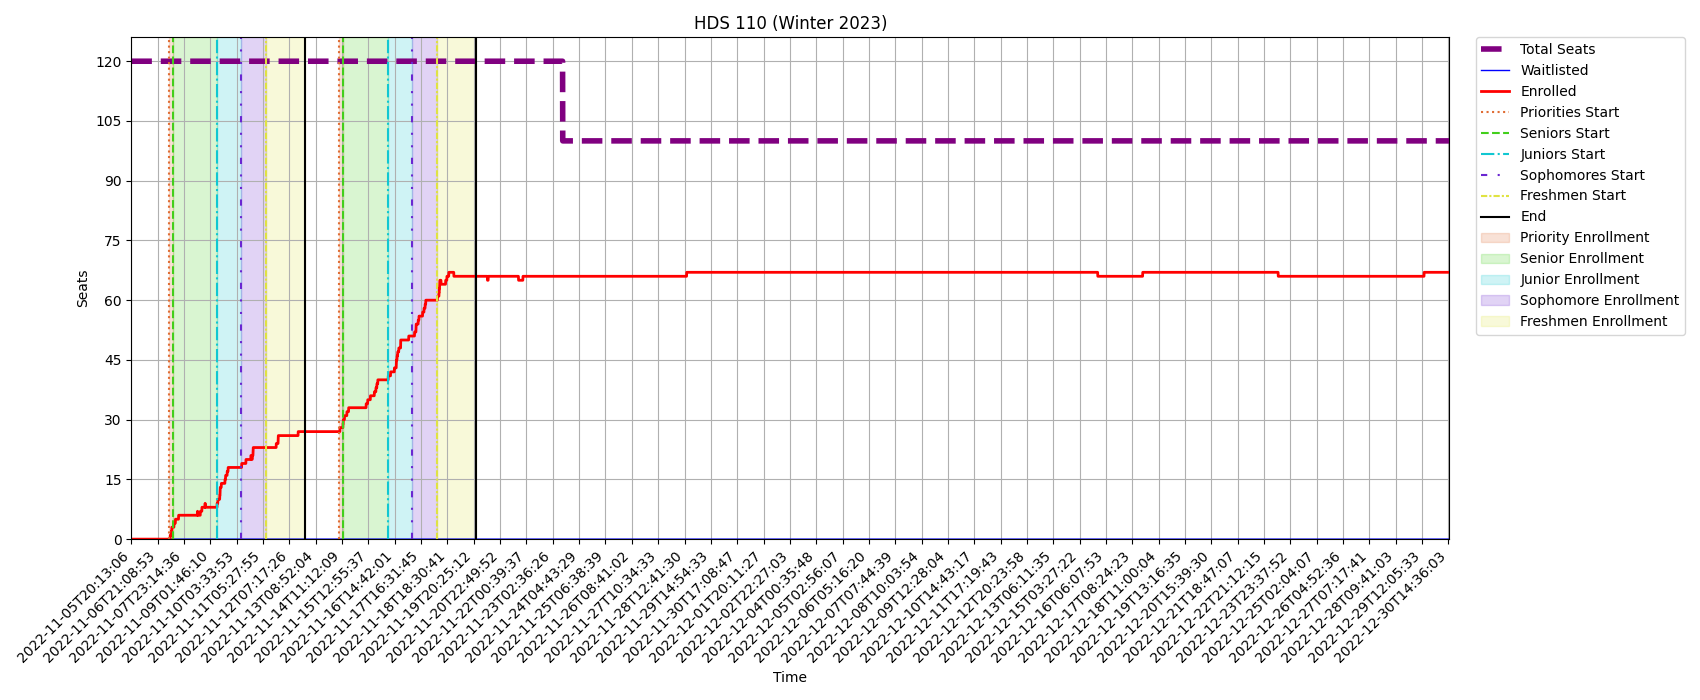 HDS 110 (Winter 2023)
120
105
90
75
60
45
30
15
0
Seats
Total Seats
Waitlisted
Enrolled
Priorities Start
Seniors Start
Juniors Start
Sophomores Start
Freshmen Start
End
Priority Enrollment
Senior Enrollment
Junior Enrollment
Sophomore Enrollment
Freshmen Enrollment
2022-11-05T20:13:06
2022-11-06T21:08:53
2022-11-07T23:14:36
2022-11-09T01:46:10
2022-11-10T03:33:53
2022-11-11T05:27:55
2022-11-12T07:17:26
2022-11-13T08:52:04
2022-11-14T11:12:09
2022-11-15T12:55:37
2022-11-16T14:42:01
2022-11-17T16:31:45
2022-11-18T18:30:41
2022-11-19T20:25:12
2022-11-20T22:49:52
2022-11-22T00:39:37
2022-11-23T02:36:26
2022-11-24T04:43:29
2022-11-25T06:38:39
2022-11-26T08:41:02
2022-11-27T10:34:33
2022-11-28T12:41:30
2022-11-29T14:54:33
2022-11-30T17:08:47
2022-12-01T20:11:27
2022-12-02T22:27:03
2022-12-04T00:35:48
2022-12-05T02:56:07
2022-12-06T05:16:20
2022-12-07T07:44:39
2022-12-08T10:03:54
2022-12-09T12:28:04
2022-12-10T14:43:17
2022-12-11T17:19:43
2022-12-12T20:23:58
2022-12-13T06:11:35
2022-12-15T03:27:22
2022-12-16T06:07:53
2022-12-17T08:24:23
2022-12-18T11:00:04
2022-12-19T13:16:35
2022-12-20T15:39:30
2022-12-21T18:47:07
2022-12-22T21:12:15
2022-12-23T23:37:52
2022-12-25T02:04:07
2022-12-26T04:52:36
2022-12-27T07:17:41
2022-12-28T09:41:03
2022-12-29T12:05:33
2022-12-30T14:36:03
Time